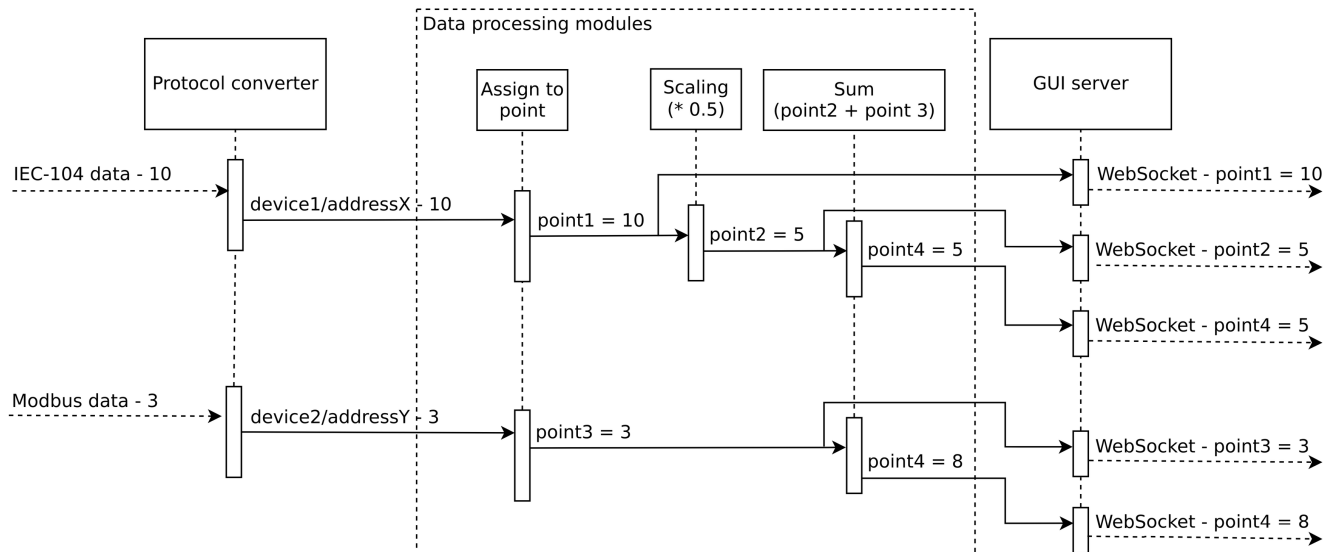 Data processing modules
Protocol converter
Assign to
point
Scaling
(* 0.5)
Sum
(point2 + point 3)
GUI server
IEC-104 data - 10
device1/addressX - 10
point1 = 10
WebSocket - point1 = 10
point2 = 5
point4 = 5
WebSocket - point2 = 5
WebSocket - point4 = 5
Modbus data - 3
device2/addressY - 3
point3 = 3
WebSocket - point3 = 3
point4 = 8
WebSocket - point4 = 8